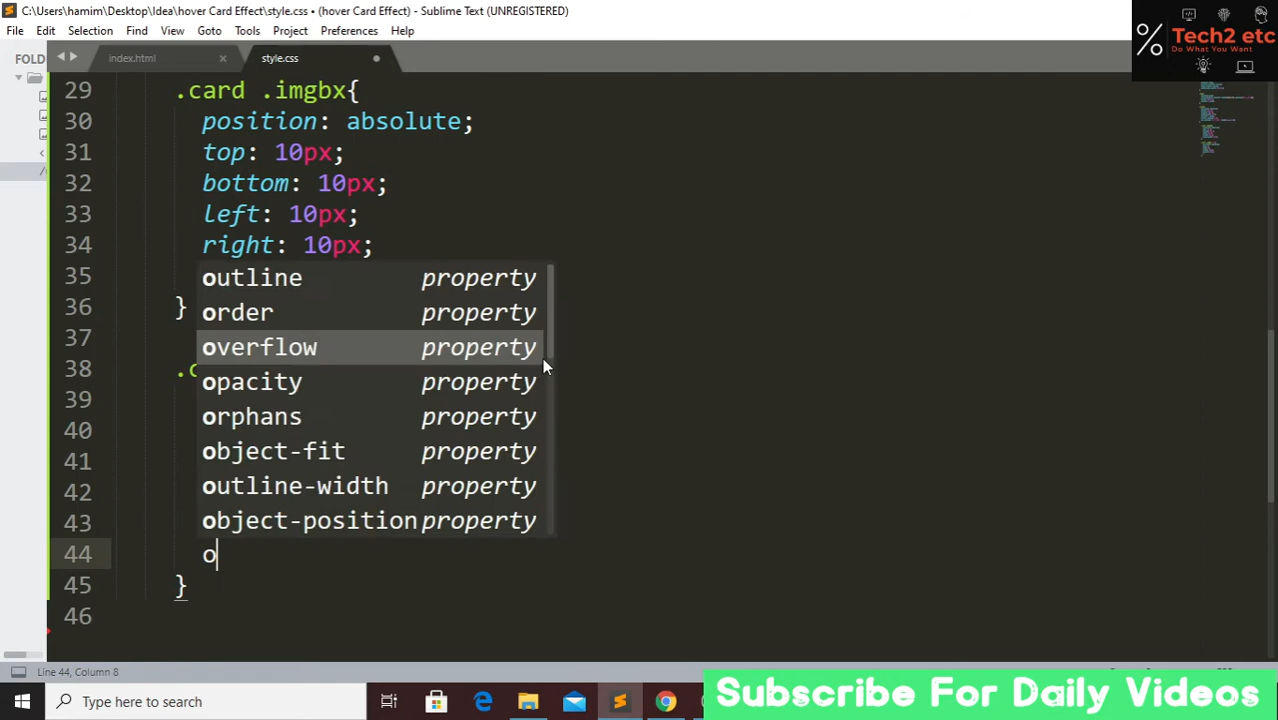 C:\Users\hamim\Desktop\Idea\hover Card Effect\style.css • (hover Card Effect) - Sublime Text (UNREGISTERED)
File Edit Selection Find View Goto Tools Project Preferences Help
Tech2 etc
Do What You Want
FOLD
index.html
style.css
29 .card .imgbx{
30 position: absolute;
31 top: 10px;
32 bottom: 10px;
33 left: 10px;
34 right: 10px;
35
36 }
37
38 .c
39
40
41
42
43
44 o
45 }
46
outline property
order property
overflow property
opacity property
orphans property
object-fit property
outline-width property
object-position property
Line 44, Column 8
Type here to search
Subscribe For Daily Videos